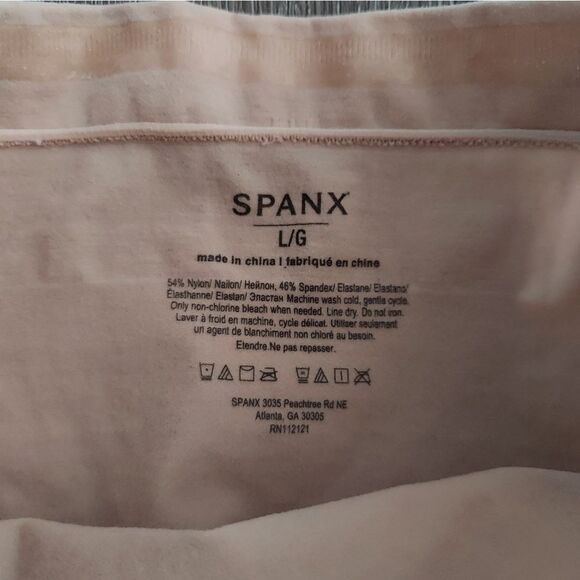 SPANX
L/G
made in china | fabriqué en chine
54% Nylon/ Nailon/ Нейлон, 46% Spandex/ Elastane/ Elastano/
Élasthanne/ Elastan/ Эластан Machine wash cold, gentle cycle.
Only non-chlorine bleach when needed. Line dry. Do not iron.
Laver à froid en machine, cycle délicat. Utiliser seulement
un agent de blanchiment non chloré au besoin.
Etendre.Ne pas repasser.
SPANX 3035 Peachtree Rd NE
Atlanta, GA 30305
RN112121